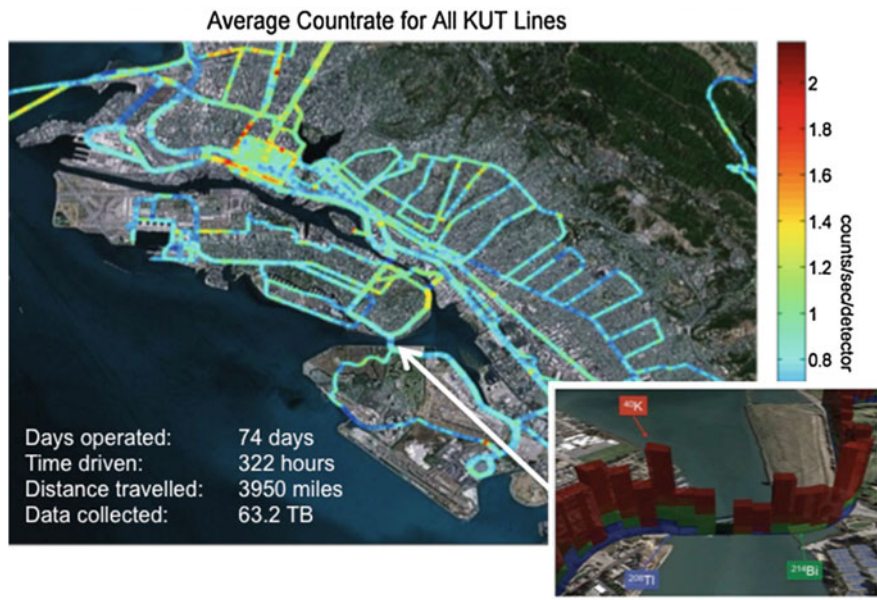 Average Countrate for All KUT Lines
2
1.8
1.6
1.4
1.2
1
0.8
counts/sec/detector
Days operated: 74 days
Time driven: 322 hours
Distance travelled: 3950 miles
Data collected: 63.2 TB
⁴⁰K
²⁰⁸Tl
²¹⁴Bi